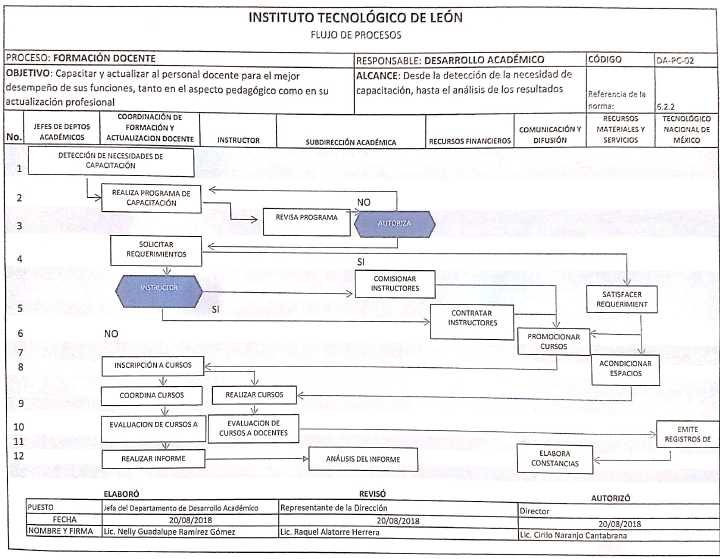 INSTITUTO TECNOLÓGICO DE LEÓN
FLUJO DE PROCESOS
PROCESO: FORMACIÓN DOCENTE
RESPONSABLE: DESARROLLO ACADÉMICO
CÓDIGO
DA-PC-02
OBJETIVO: Capacitar y actualizar al personal docente para el mejor
desempeño de sus funciones, tanto en el aspecto pedagógico como en su
actualización profesional
ALCANCE: Desde la detección de la necesidad de
capacitación, hasta el análisis de los resultados
Referencia de la
norma:
6.2.2
No.
JEFES DE DEPTOS
ACADÉMICOS
COORDINACIÓN DE
FORMACIÓN Y
ACTUALIZACION DOCENTE
INSTRUCTOR
SUBDIRECCIÓN ACADÉMICA
RECURSOS FINANCIEROS
COMUNICACIÓN Y
DIFUSIÓN
RECURSOS
MATERIALES Y
SERVICIOS
TECNOLÓGICO
NACIONAL DE
MÉXICO
1
DETECCIÓN DE NECESIDADES DE
CAPACITACIÓN
2
REALIZA PROGRAMA DE
CAPACITACIÓN
NO
3
REVISA PROGRAMA
AUTORIZA
4
SOLICITAR
REQUERIMIENTOS
SI
INSTRUCTOR
COMISIONAR
INSTRUCTORES
SATISFACER
REQUERIMIENT
5
SI
CONTRATAR
INSTRUCTORES
6
NO
PROMOCIONAR
CURSOS
7
8
INSCRIPCIÓN A CURSOS
ACONDICIONAR
ESPACIOS
9
COORDINA CURSOS
REALIZAR CURSOS
10
EVALUACION DE CURSOS A
EVALUACION DE
CURSOS A DOCENTES
EMITE
REGISTROS DE
11
12
REALIZAR INFORME
ANÁLISIS DEL INFORME
ELABORA
CONSTANCIAS
ELABORÓ
REVISÓ
AUTORIZÓ
PUESTO
Jefa del Departamento de Desarrollo Académico
Representante de la Dirección
Director
FECHA
20/08/2018
20/08/2018
20/08/2018
NOMBRE Y FIRMA
Lic. Nelly Guadalupe Ramírez Gómez
Lic. Raquel Alatorre Herrera
Lic. Cirilo Naranjo Cantabrana